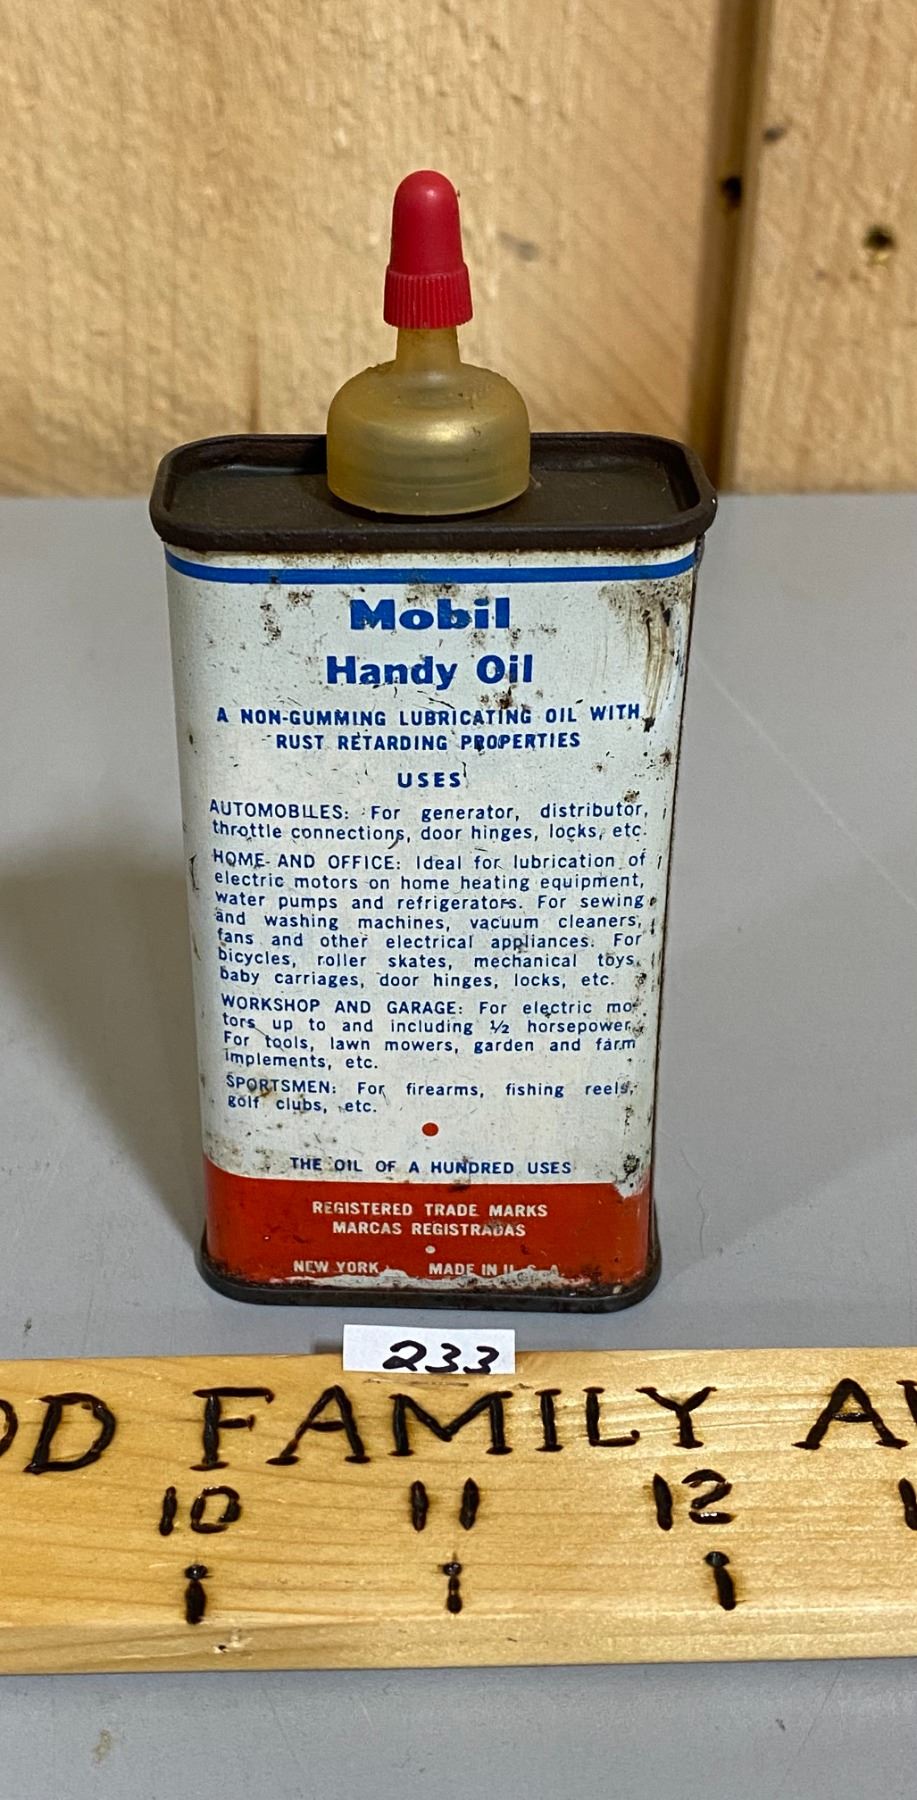 Mobil
Handy Oil
A NON-GUMMING LUBRICATING OIL WITH
RUST RETARDING PROPERTIES
USES
AUTOMOBILES: For generator, distributor,
throttle connections, door hinges, locks, etc.
HOME AND OFFICE: Ideal for lubrication of
electric motors on home heating equipment,
water pumps and refrigerators. For sewing
and washing machines, vacuum cleaners,
fans and other electrical appliances. For
bicycles, roller skates, mechanical toys,
baby carriages, door hinges, locks, etc.
WORKSHOP AND GARAGE: For electric mo-
tors up to and including ½ horsepower.
For tools, lawn mowers, garden and farm
implements, etc.
SPORTSMEN: For firearms, fishing reels,
golf clubs, etc.
THE OIL OF A HUNDRED USES
REGISTERED TRADE MARKS
MARCAS REGISTRADAS
NEW YORK MADE IN U.S.A.
233
FAMILY
10 11 12